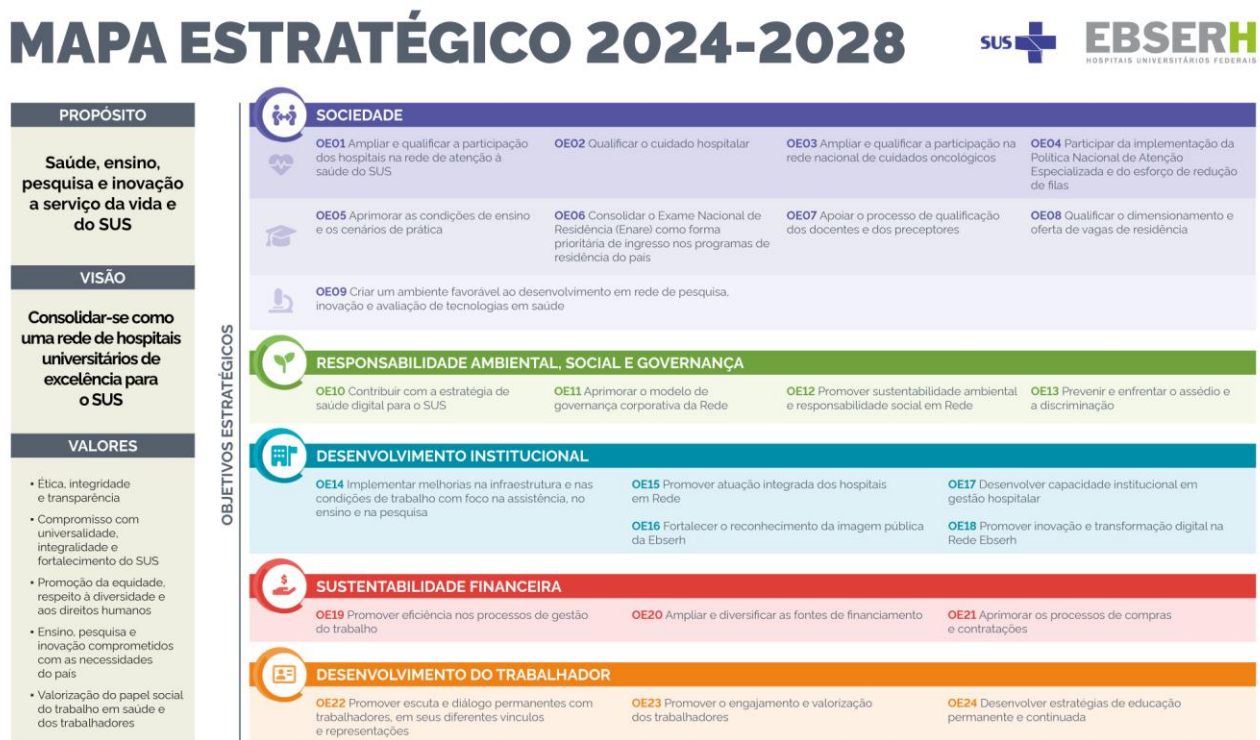 MAPA ESTRATÉGICO 2024-2028
SUS
EBSERH
HOSPITAIS UNIVERSITÁRIOS FEDERAIS
PROPÓSITO
Saúde, ensino,
pesquisa e inovação
a serviço da vida e
do SUS
VISÃO
Consolidar-se como
uma rede de hospitais
universitários de
excelência para
o SUS
VALORES
• Ética, integridade
e transparência
• Compromisso com
universalidade,
integralidade e
fortalecimento do SUS
• Promoção da equidade,
respeito à diversidade e
aos direitos humanos
• Ensino, pesquisa e
inovação comprometidos
com as necessidades
do país
• Valorização do papel social
do trabalho em saúde e
dos trabalhadores
OBJETIVOS ESTRATÉGICOS
SOCIEDADE
OE01 Ampliar e qualificar a participação
dos hospitais na rede de atenção à
saúde do SUS
OE02 Qualificar o cuidado hospitalar
OE03 Ampliar e qualificar a participação na
rede nacional de cuidados oncológicos
OE04 Participar da implementação da
Política Nacional de Atenção
Especializada e do esforço de redução
de filas
OE05 Aprimorar as condições de ensino
e os cenários de prática
OE06 Consolidar o Exame Nacional de
Residência (Enare) como forma
prioritária de ingresso nos programas de
residência do país
OE07 Apoiar o processo de qualificação
dos docentes e dos preceptores
OE08 Qualificar o dimensionamento e
oferta de vagas de residência
OE09 Criar um ambiente favorável ao desenvolvimento em rede de pesquisa,
inovação e avaliação de tecnologias em saúde
RESPONSABILIDADE AMBIENTAL, SOCIAL E GOVERNANÇA
OE10 Contribuir com a estratégia de
saúde digital para o SUS
OE11 Aprimorar o modelo de
governança corporativa da Rede
OE12 Promover sustentabilidade ambiental
e responsabilidade social em Rede
OE13 Prevenir e enfrentar o assédio e
a discriminação
DESENVOLVIMENTO INSTITUCIONAL
OE14 Implementar melhorias na infraestrutura e nas
condições de trabalho com foco na assistência, no
ensino e na pesquisa
OE15 Promover atuação integrada dos hospitais
em Rede
OE16 Fortalecer o reconhecimento da imagem pública
da Ebserh
OE17 Desenvolver capacidade institucional em
gestão hospitalar
OE18 Promover inovação e transformação digital na
Rede Ebserh
SUSTENTABILIDADE FINANCEIRA
OE19 Promover eficiência nos processos de gestão
do trabalho
OE20 Ampliar e diversificar as fontes de financiamento
OE21 Aprimorar os processos de compras
e contratações
DESENVOLVIMENTO DO TRABALHADOR
OE22 Promover escuta e diálogo permanentes com
trabalhadores, em seus diferentes vínculos
e representações
OE23 Promover o engajamento e valorização
dos trabalhadores
OE24 Desenvolver estratégias de educação
permanente e continuada